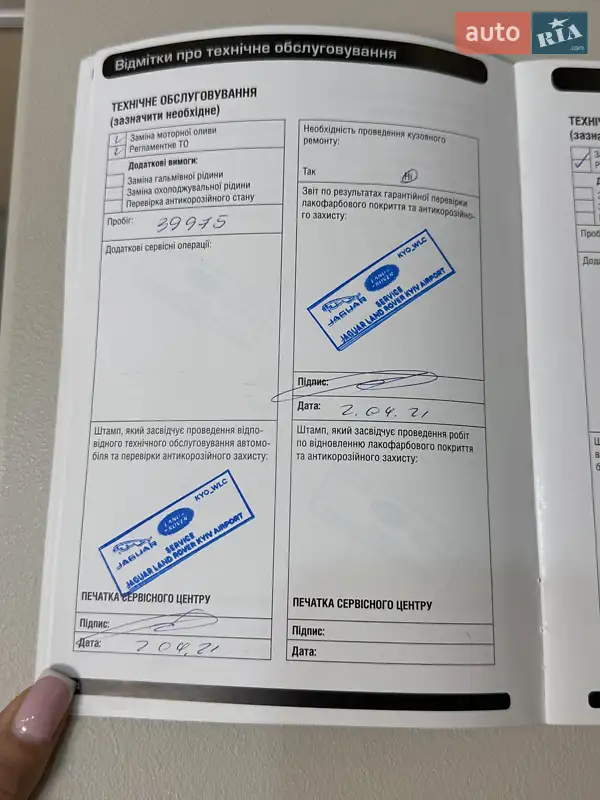 auto RIA .com
Відмітки про технічне обслуговування
ТЕХНІЧНЕ ОБСЛУГОВУВАННЯ
(зазначити необхідне)
Заміна моторної оливи
Регламентне ТО
Додаткові вимоги:
Заміна гальмівної рідини
Заміна охолоджувальної рідини
Перевірка антикорозійного стану
Пробіг: 39975
Додаткові сервісні операції:
Штамп, який засвідчує проведення відпо-
відного технічного обслуговування автомо-
біля та перевірки антикорозійного захисту:
KYO_WLC
LAND ROVER
JAGUAR
SERVICE
JAGUAR LAND ROVER KYIV AIRPORT
ПЕЧАТКА СЕРВІСНОГО ЦЕНТРУ
Підпис:
Дата: 2 04.21
Необхідність проведення кузовного
ремонту:
Так Ні
Звіт по результатах гарантійної перевірки
лакофарбового покриття та антикорозійно-
го захисту:
KYO_WLC
LAND ROVER
JAGUAR
SERVICE
JAGUAR LAND ROVER KYIV AIRPORT
Підпис:
Дата: 2.04.21
Штамп, який засвідчує проведення робіт
по відновленню лакофарбового покриття
та антикорозійного захисту:
ПЕЧАТКА СЕРВІСНОГО ЦЕНТРУ
Підпис:
Дата: